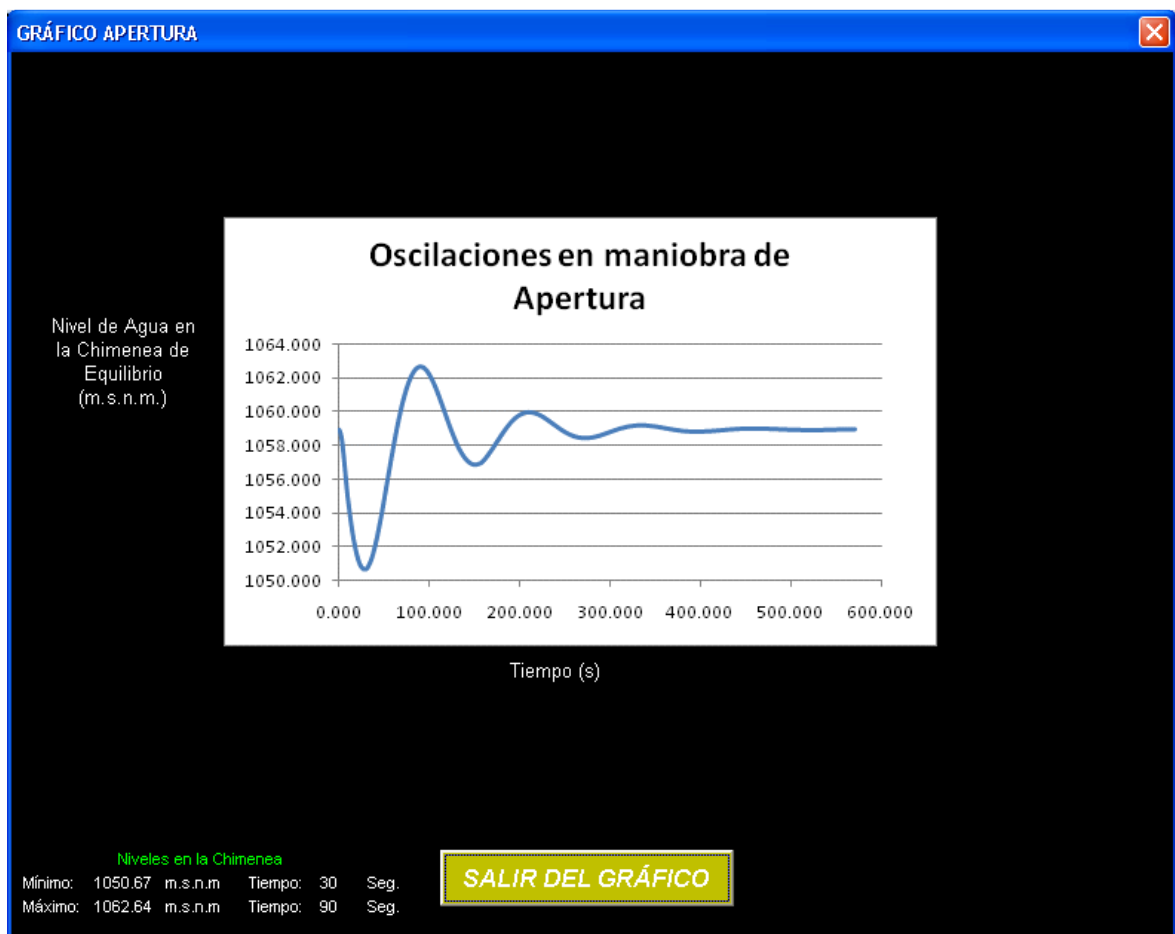 GRÁFICO APERTURA
Oscilaciones en maniobra de
Apertura
Nivel de Agua en
la Chimenea de
Equilibrio
(m.s.n.m.)
1064.000
1062.000
1060.000
1058.000
1056.000
1054.000
1052.000
1050.000
0.000 100.000 200.000 300.000 400.000 500.000 600.000
Tiempo (s)
Niveles en la Chimenea
Mínimo: 1050.67 m.s.n.m Tiempo: 30 Seg.
Máximo: 1062.64 m.s.n.m Tiempo: 90 Seg.
SALIR DEL GRÁFICO